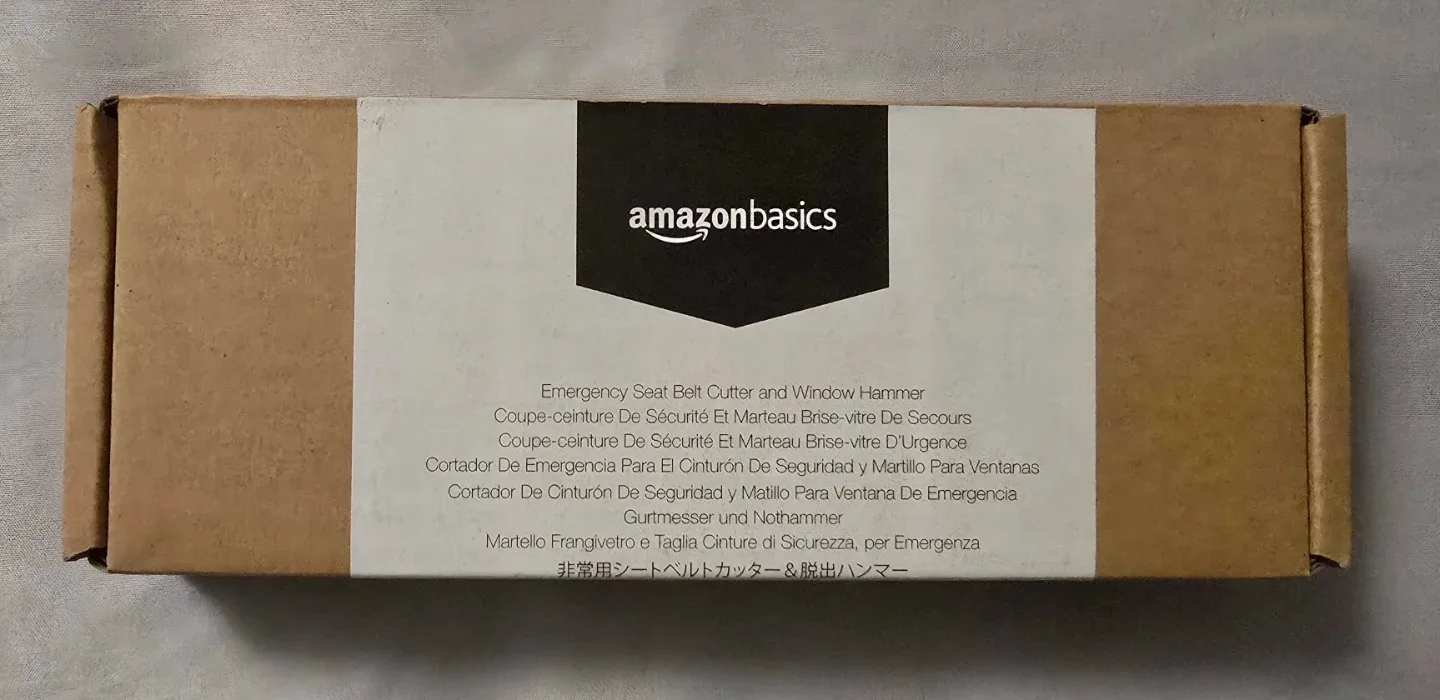 amazonbasics
Emergency Seat Belt Cutter and Window Hammer
Coupe-ceinture De Sécurité Et Marteau Brise-vitre De Secours
Coupe-ceinture De Sécurité Et Marteau Brise-vitre D'Urgence
Cortador De Emergencia Para El Cinturón De Seguridad y Martillo Para Ventanas
Cortador De Cinturón De Seguridad y Matillo Para Ventana De Emergencia
Gurtmesser und Nothammer
Martello Frangivetro e Taglia Cinture di Sicurezza, per Emergenza
非常用シートベルトカッター＆脱出ハンマー